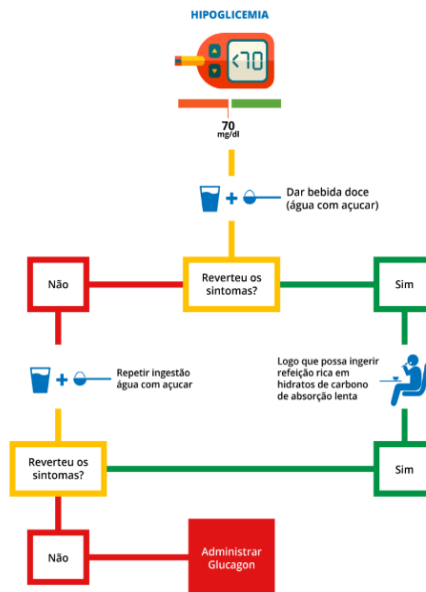 HIPOGLICEMIA
<70
70
mg/dl
Dar bebida doce
(água com açucar)
Não
Reverteu os
sintomas?
Sim
Repetir ingestão
água com açucar
Logo que possa ingerir
refeição rica em
hidratos de carbono
de absorção lenta
Reverteu os
sintomas?
Sim
Não
Administrar
Glucagon